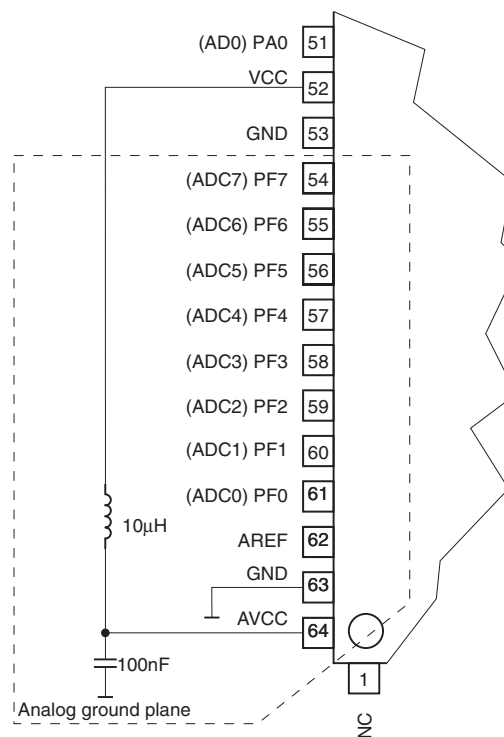 (AD0) PA0 51
VCC 52
GND 53
(ADC7) PF7 54
(ADC6) PF6 55
(ADC5) PF5 56
(ADC4) PF4 57
(ADC3) PF3 58
(ADC2) PF2 59
(ADC1) PF1 60
(ADC0) PF0 61
10μH
AREF 62
GND 63
AVCC 64
100nF
1
Analog ground plane
NC